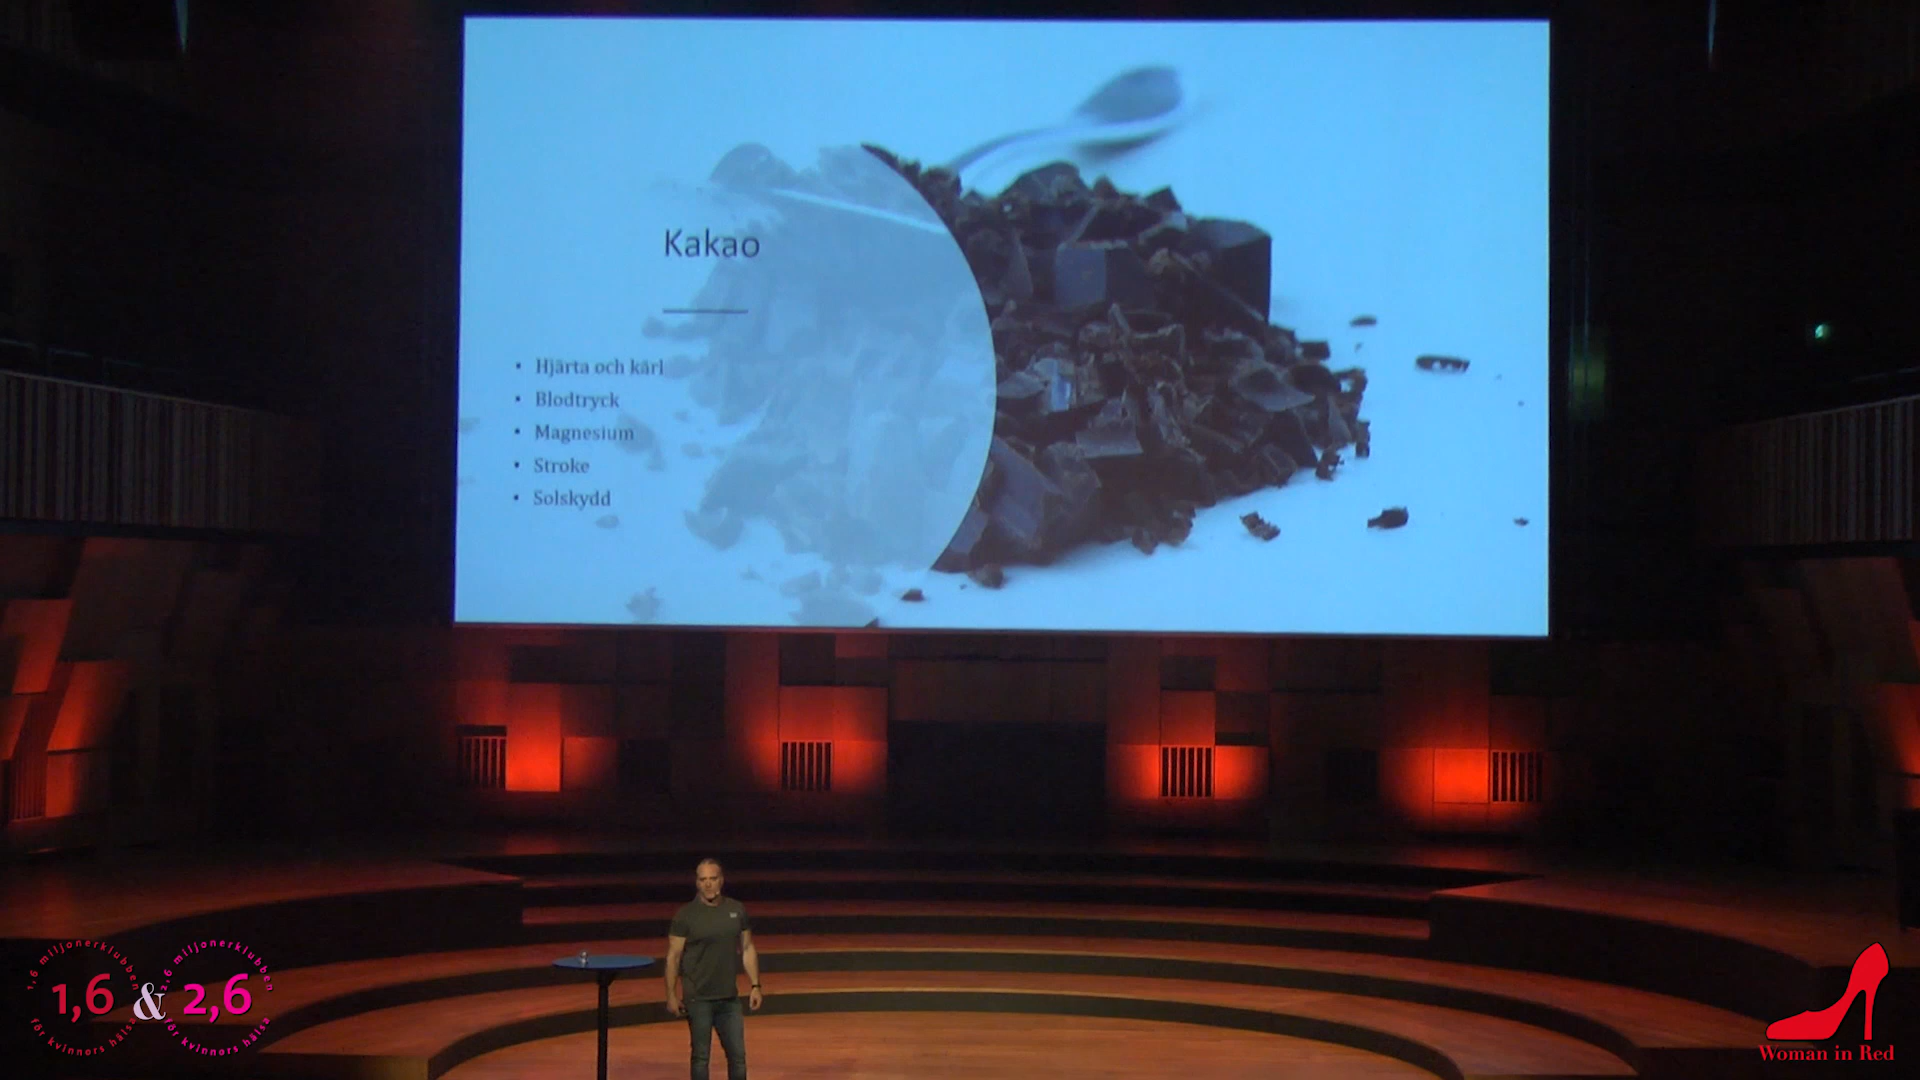 Kakao
• Hjärta och kärl
• Blodtryck
• Magnesium
• Stroke
• Solskydd
1,6 miljonerklubben
1,6 & 2,6
för kvinnors hälsa
2,6 miljonerklubben
för kvinnors hälsa
Woman in Red